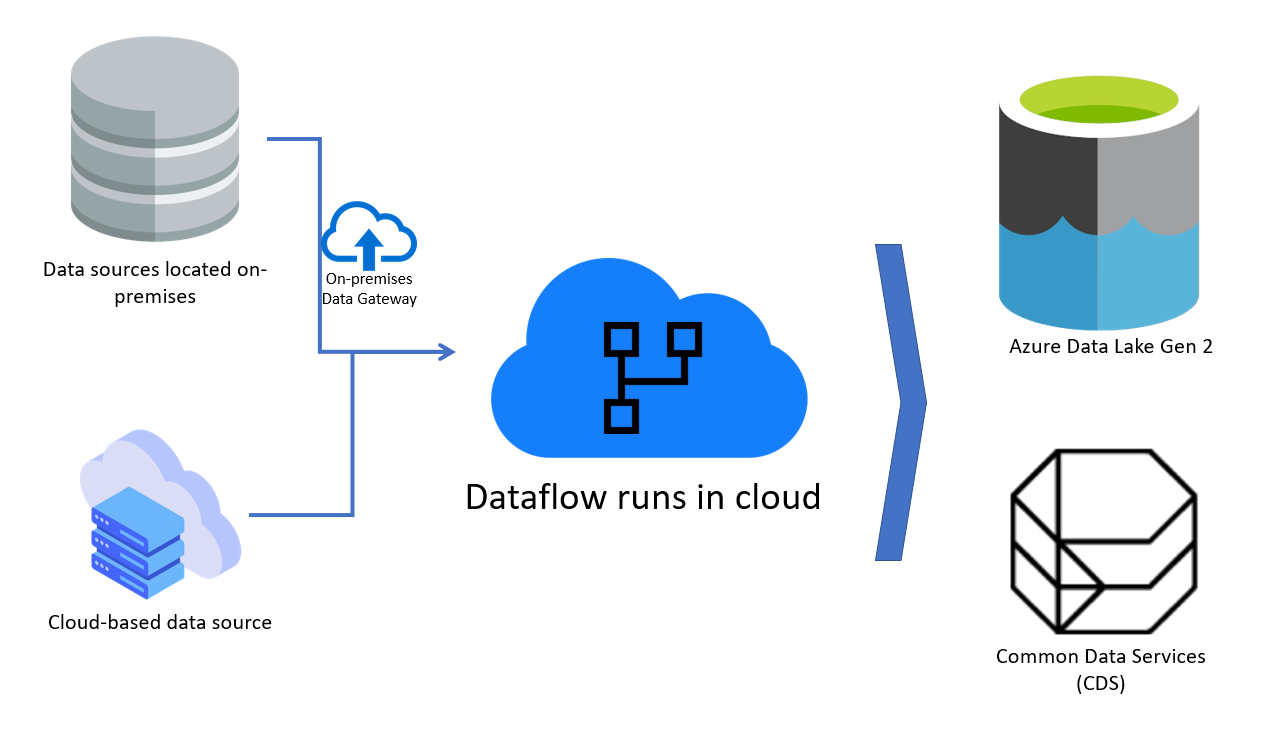 Data sources located on-
premises
On-premises
Data Gateway
Cloud-based data source
Dataflow runs in cloud
Azure Data Lake Gen 2
Common Data Services
(CDS)